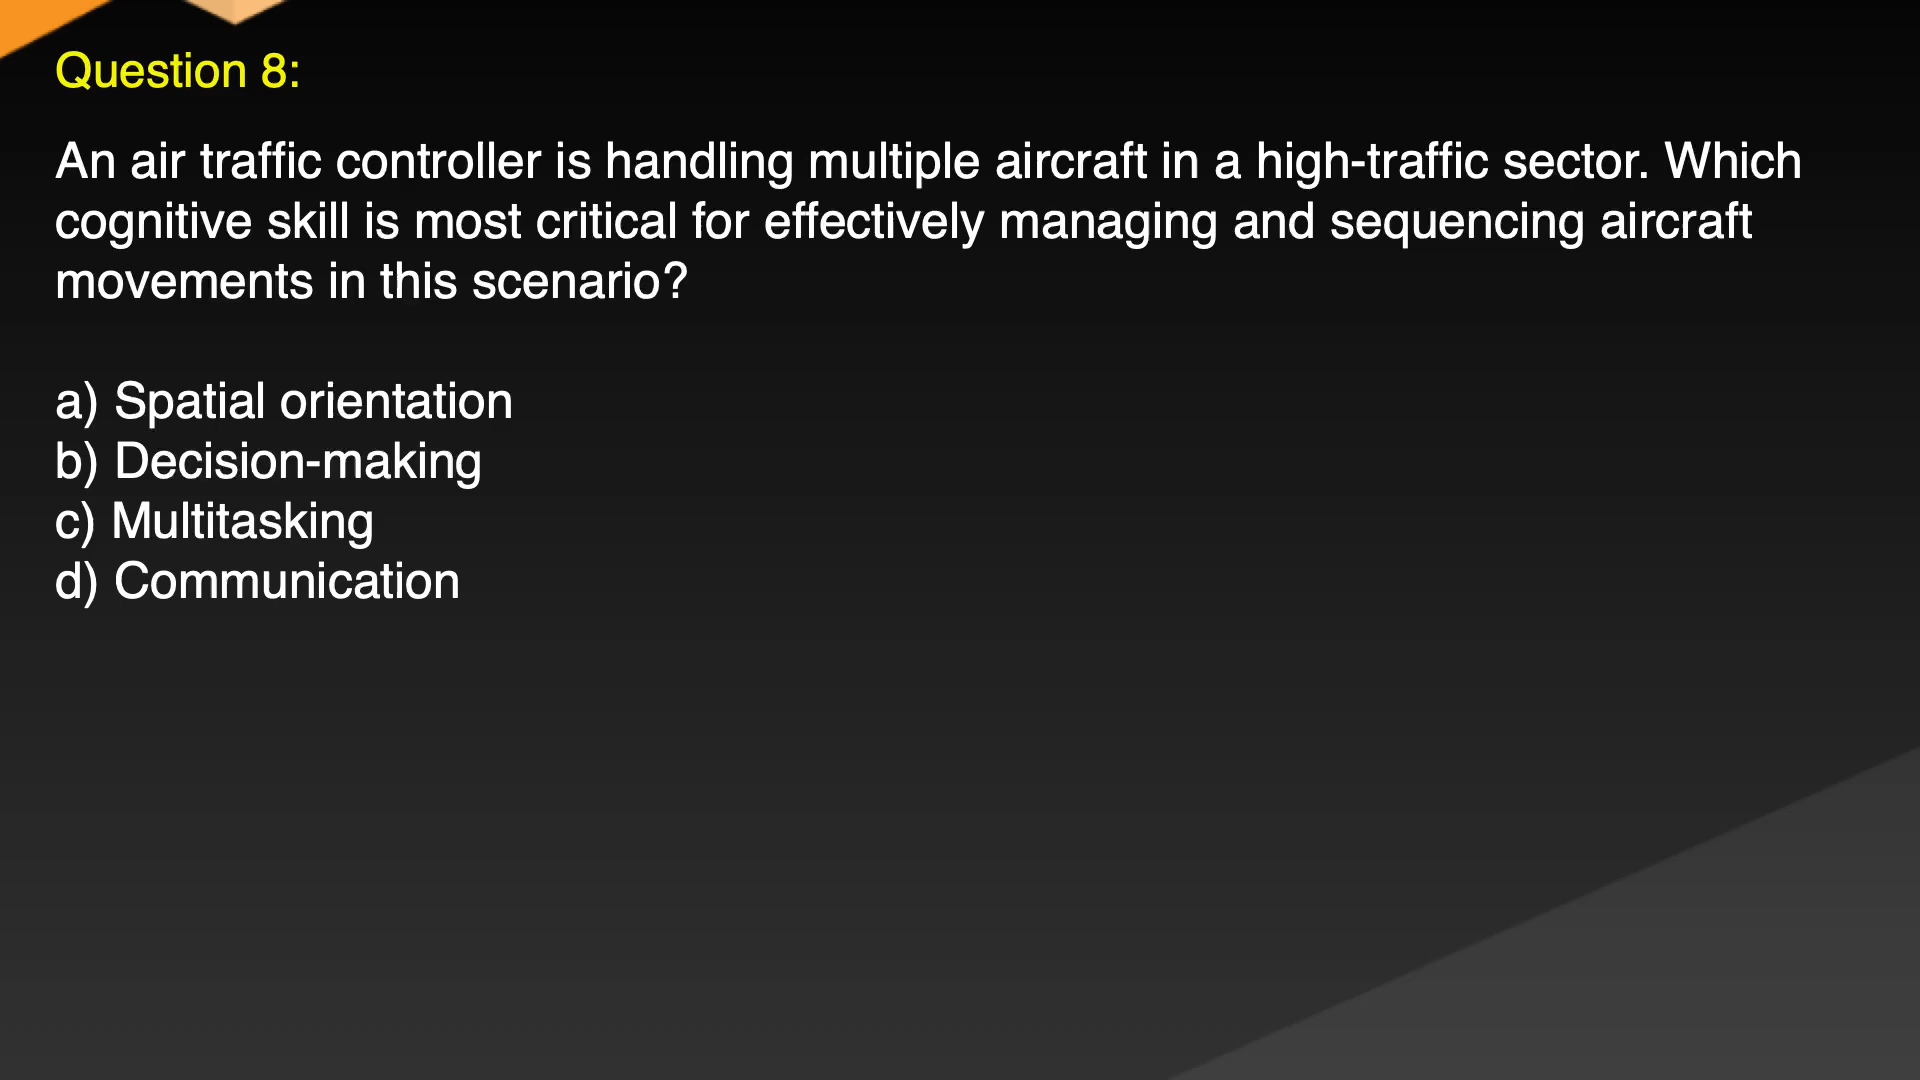 Question 8:
An air traffic controller is handling multiple aircraft in a high-traffic sector. Which
cognitive skill is most critical for effectively managing and sequencing aircraft
movements in this scenario?
a) Spatial orientation
b) Decision-making
c) Multitasking
d) Communication